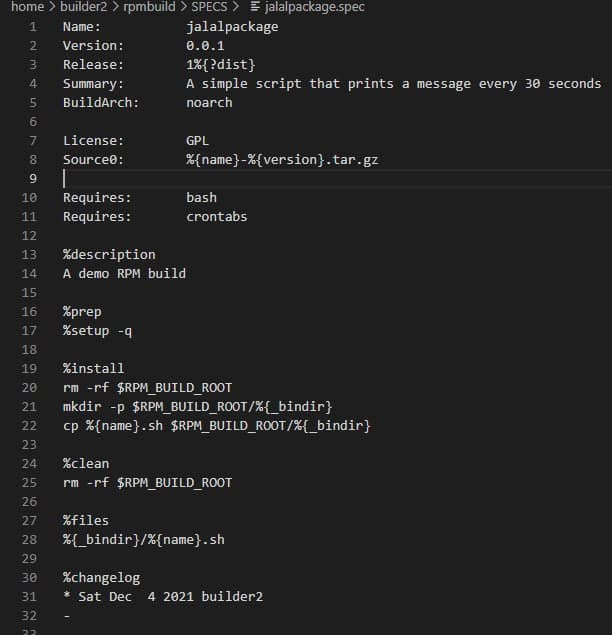 home > builder2 > rpmbuild > SPECS > jalalpackage.spec
1 Name:           jalalpackage
2 Version:        0.0.1
3 Release:        1%{?dist}
4 Summary:        A simple script that prints a message every 30 seconds
5 BuildArch:      noarch
6
7 License:        GPL
8 Source0:        %{name}-%{version}.tar.gz
9
10 Requires:       bash
11 Requires:       crontabs
12
13 %description
14 A demo RPM build
15
16 %prep
17 %setup -q
18
19 %install
20 rm -rf $RPM_BUILD_ROOT
21 mkdir -p $RPM_BUILD_ROOT/%{_bindir}
22 cp %{name}.sh $RPM_BUILD_ROOT/%{_bindir}
23
24 %clean
25 rm -rf $RPM_BUILD_ROOT
26
27 %files
28 %{_bindir}/%{name}.sh
29
30 %changelog
31 * Sat Dec  4 2021 builder2
32 -
33